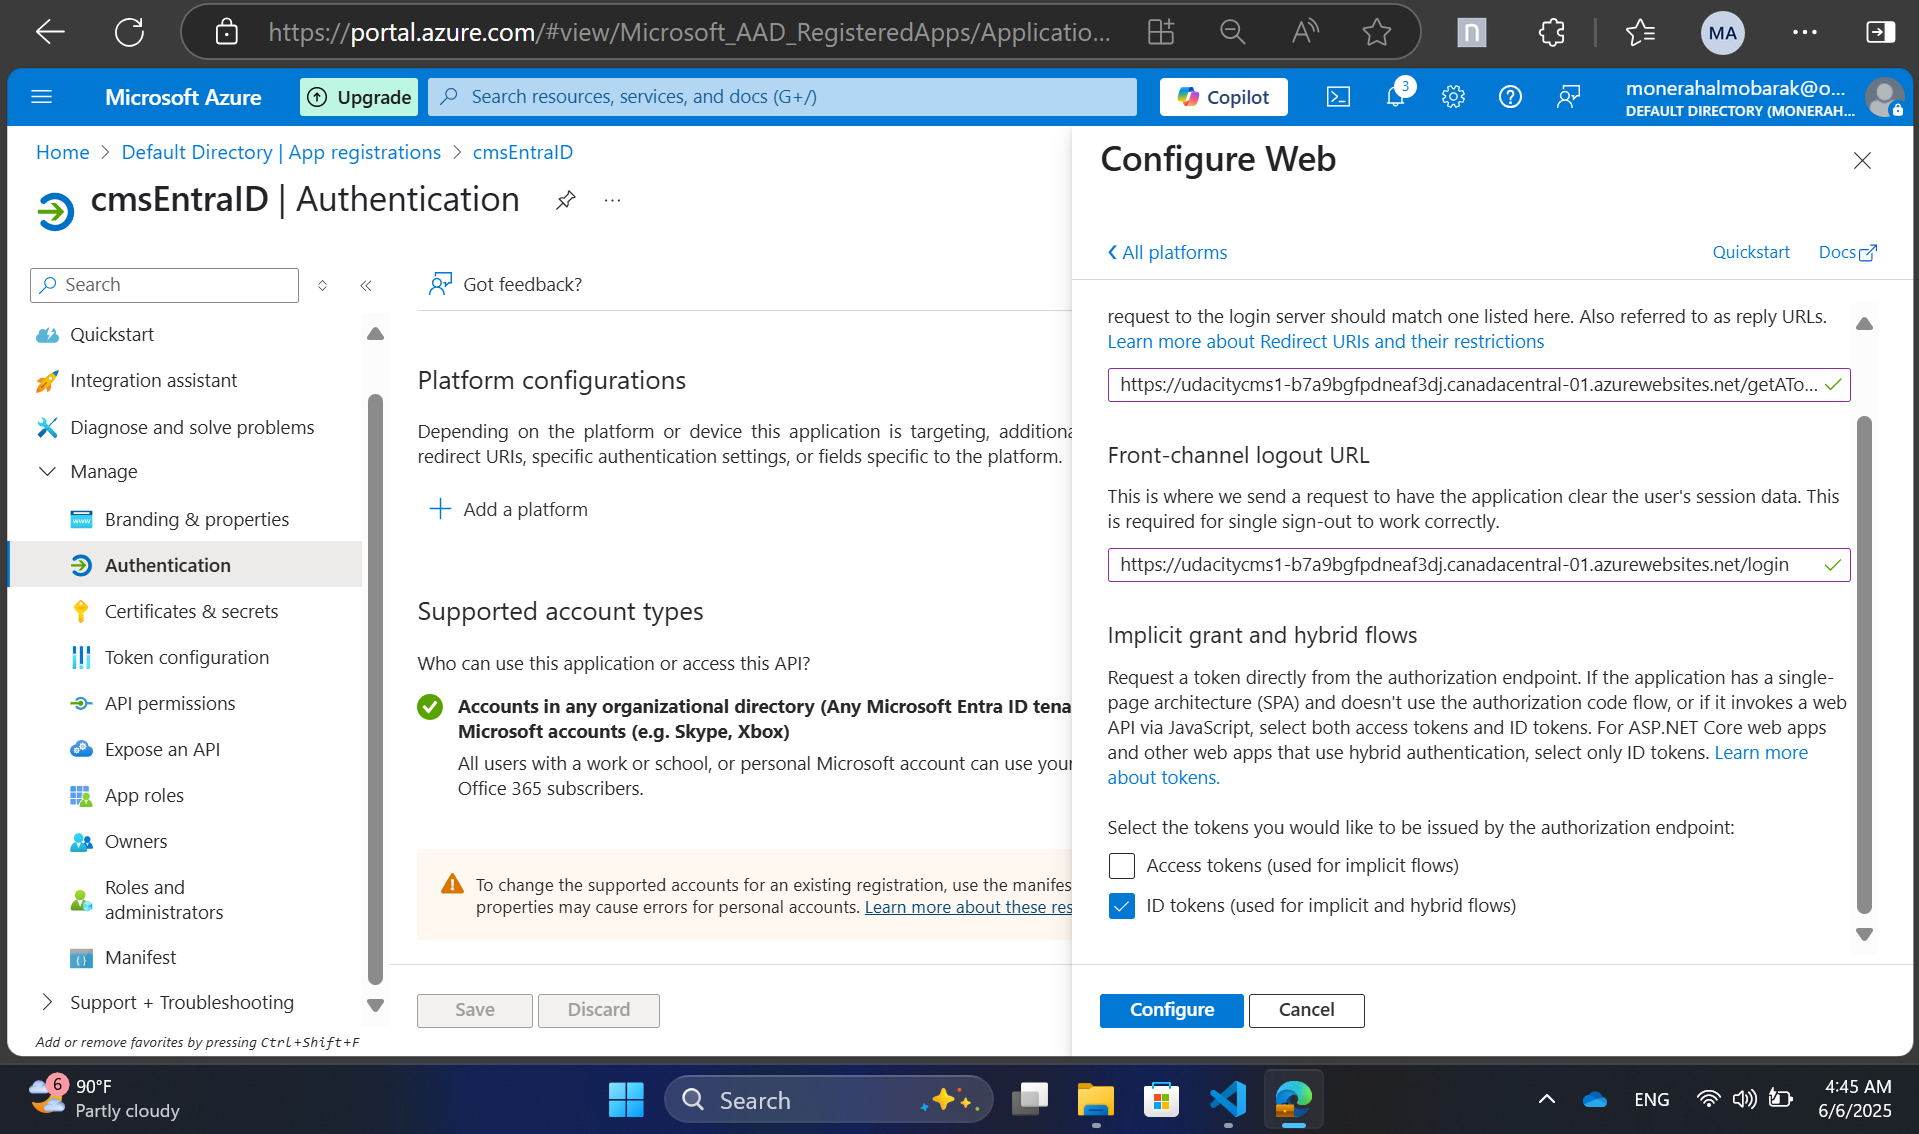 https://portal.azure.com/#view/Microsoft_AAD_RegisteredApps/Applicatio...
n
MA
Microsoft Azure
Upgrade
Search resources, services, and docs (G+/)
Copilot
3
monerahalmobarak@o...
DEFAULT DIRECTORY (MONERAH...
Home > Default Directory | App registrations > cmsEntraID
cmsEntraID | Authentication
Search
Got feedback?
Quickstart
Integration assistant
Diagnose and solve problems
Manage
Branding & properties
Authentication
Certificates & secrets
Token configuration
API permissions
Expose an API
App roles
Owners
Roles and
administrators
Manifest
Support + Troubleshooting
Add or remove favorites by pressing Ctrl+Shift+F
Platform configurations
Depending on the platform or device this application is targeting, additiona
redirect URIs, specific authentication settings, or fields specific to the platform.
Add a platform
Supported account types
Who can use this application or access this API?
Accounts in any organizational directory (Any Microsoft Entra ID tena
Microsoft accounts (e.g. Skype, Xbox)
All users with a work or school, or personal Microsoft account can use your
Office 365 subscribers.
To change the supported accounts for an existing registration, use the manifes
properties may cause errors for personal accounts. Learn more about these res
Save
Discard
Configure Web
All platforms
Quickstart
Docs
request to the login server should match one listed here. Also referred to as reply URLs.
Learn more about Redirect URIs and their restrictions
https://udacitycms1-b7a9bgfpdneaf3dj.canadacentral-01.azurewebsites.net/getATo...
Front-channel logout URL
This is where we send a request to have the application clear the user's session data. This
is required for single sign-out to work correctly.
https://udacitycms1-b7a9bgfpdneaf3dj.canadacentral-01.azurewebsites.net/login
Implicit grant and hybrid flows
Request a token directly from the authorization endpoint. If the application has a single-
page architecture (SPA) and doesn't use the authorization code flow, or if it invokes a web
API via JavaScript, select both access tokens and ID tokens. For ASP.NET Core web apps
and other web apps that use hybrid authentication, select only ID tokens. Learn more
about tokens.
Select the tokens you would like to be issued by the authorization endpoint:
Access tokens (used for implicit flows)
ID tokens (used for implicit and hybrid flows)
Configure
Cancel
6
90°F
Partly cloudy
Search
ENG
4:45 AM
6/6/2025